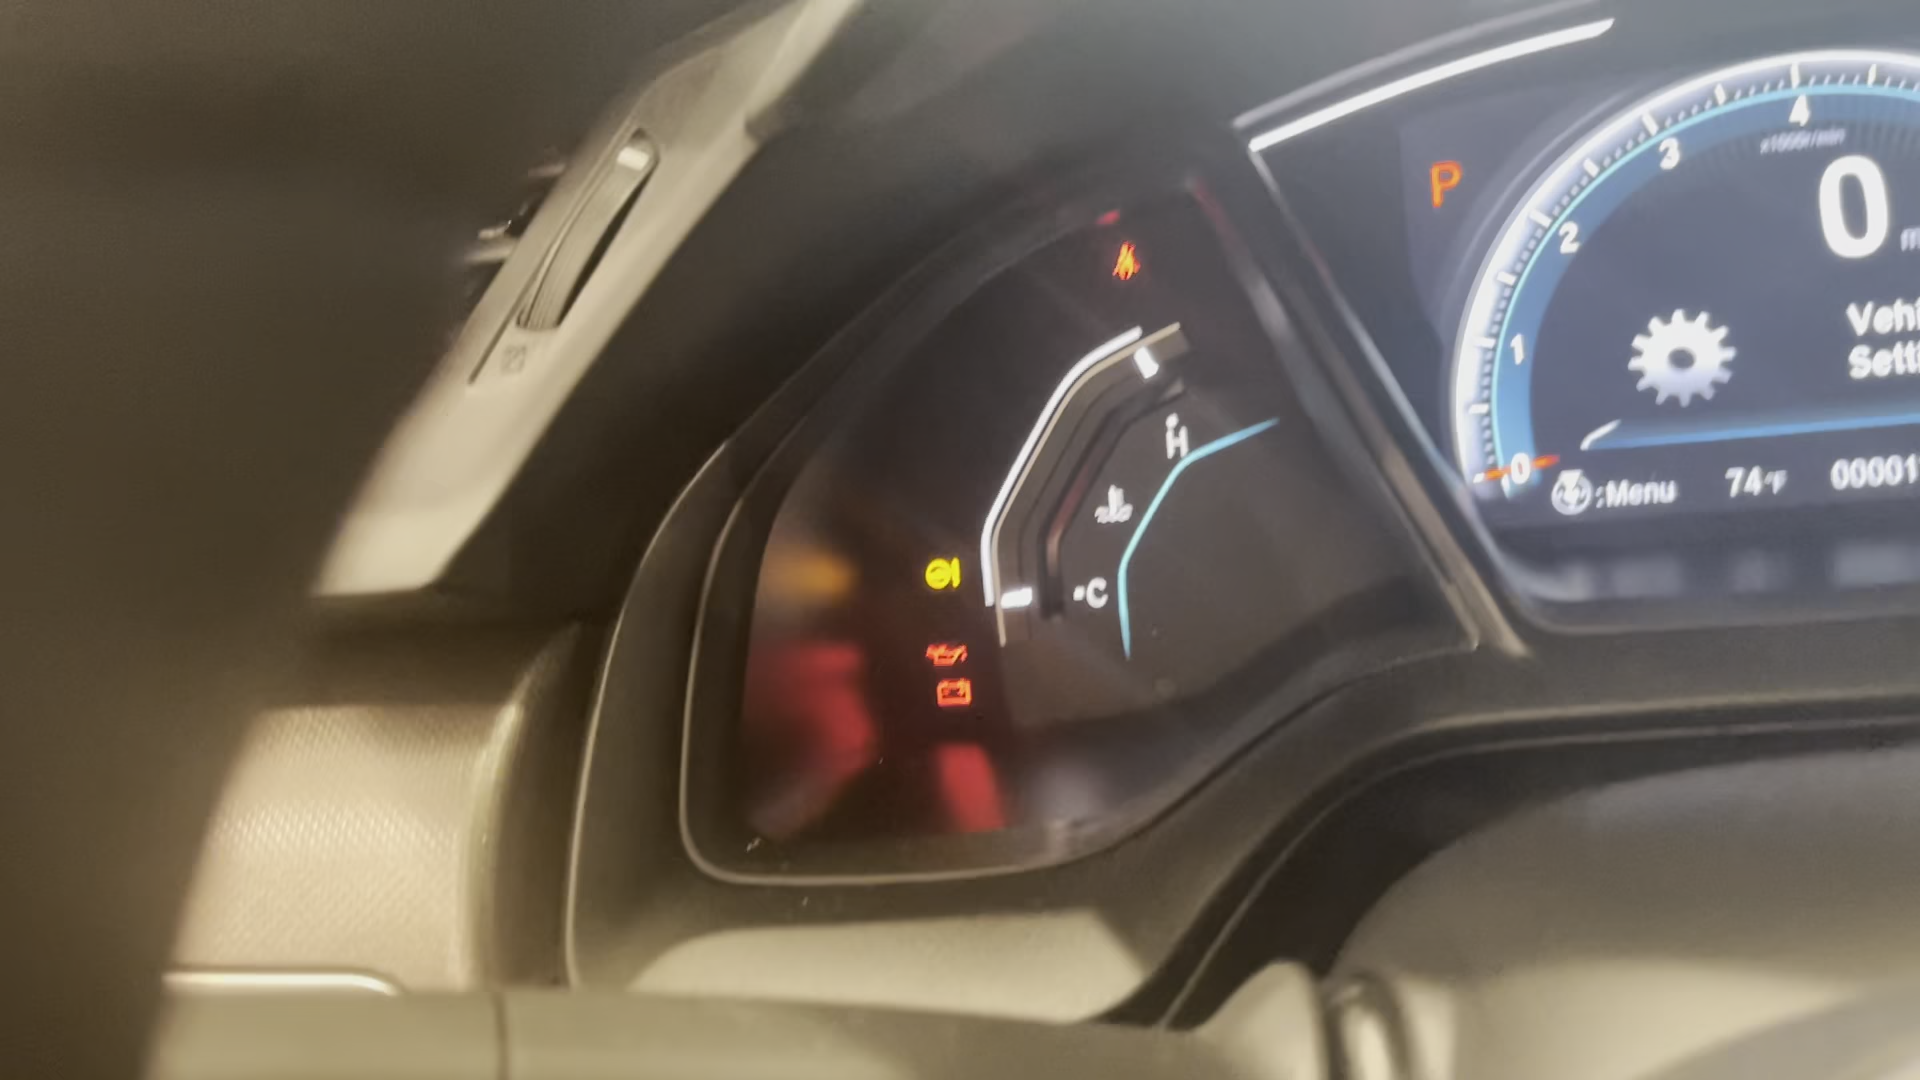 P
4
x1000r/min
3
0
2
Vehi
Setti
1
H
0
:Menu
74°F
00001
C